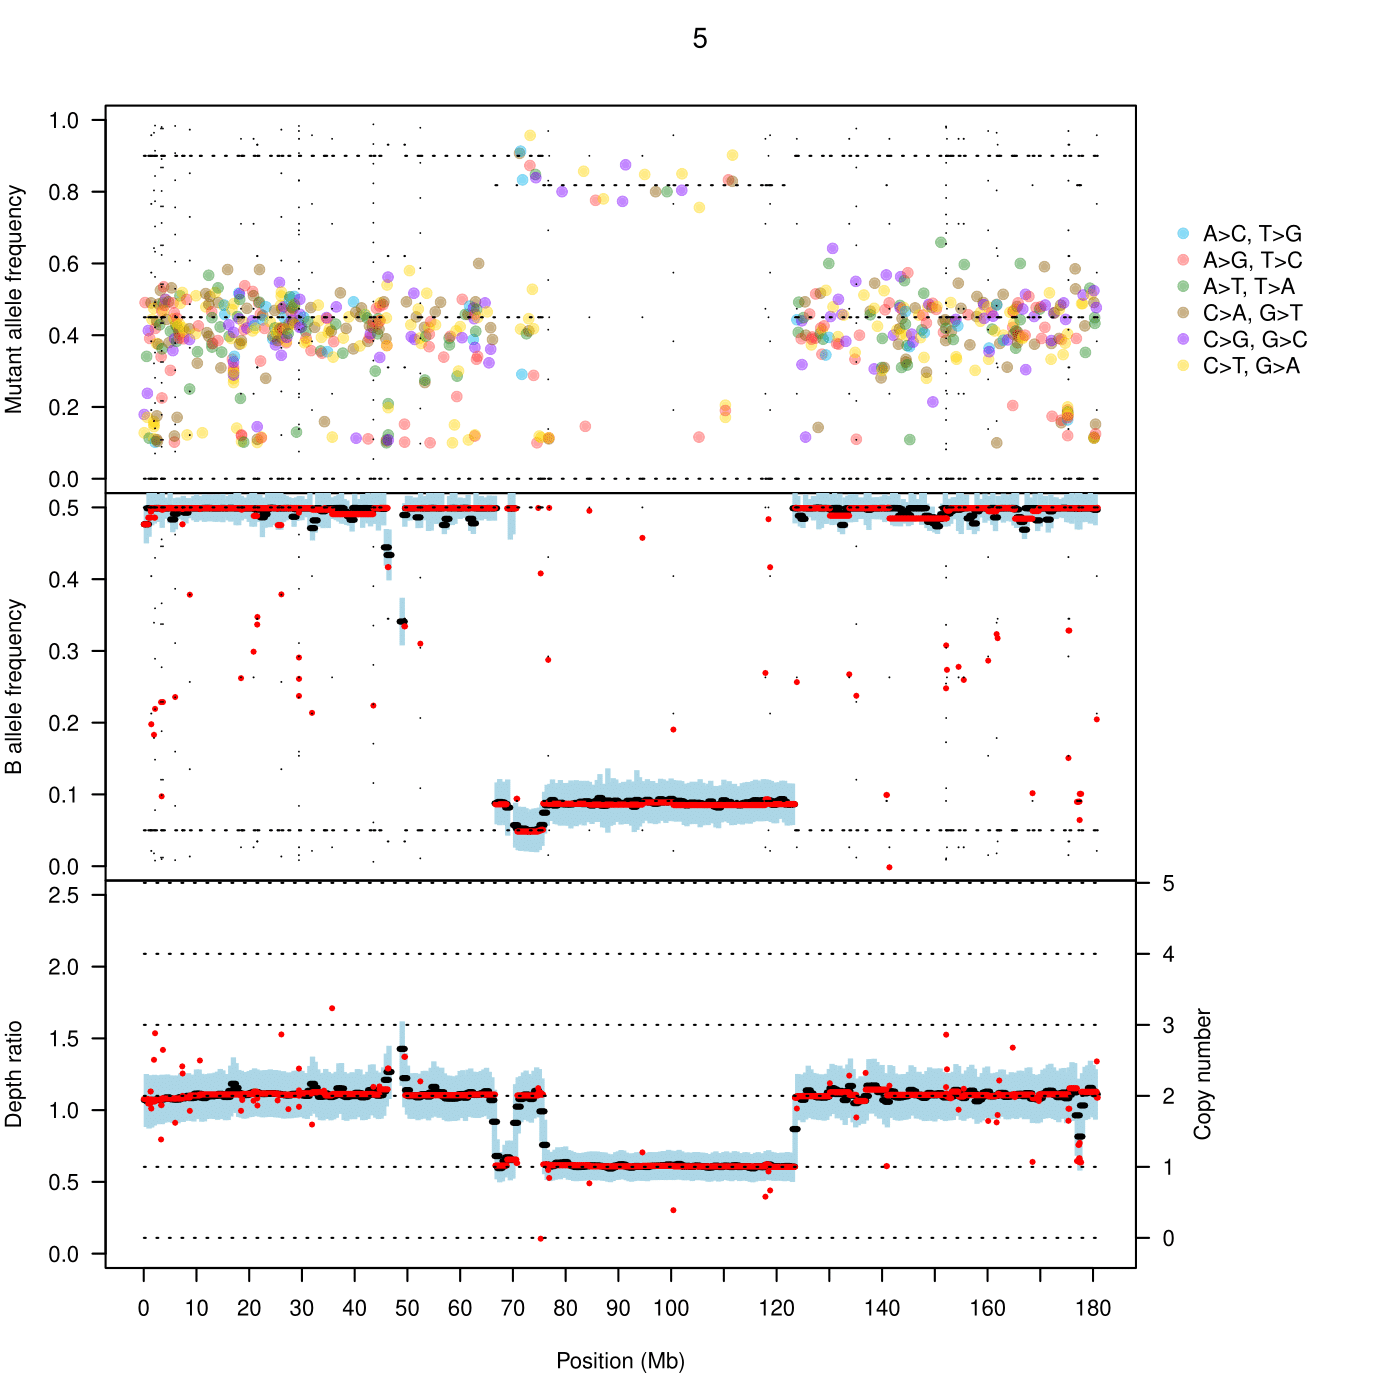 5
1.0
0.8
0.6
0.4
0.2
0.0
Mutant allele frequency
A>C, T>G
A>G, T>C
A>T, T>A
C>A, G>T
C>G, G>C
C>T, G>A
0.5
0.4
0.3
0.2
0.1
0.0
B allele frequency
2.5
2.0
1.5
1.0
0.5
0.0
Depth ratio
5
4
3
2
1
0
Copy number
0 10 20 30 40 50 60 70 80 90 100 120 140 160 180
Position (Mb)